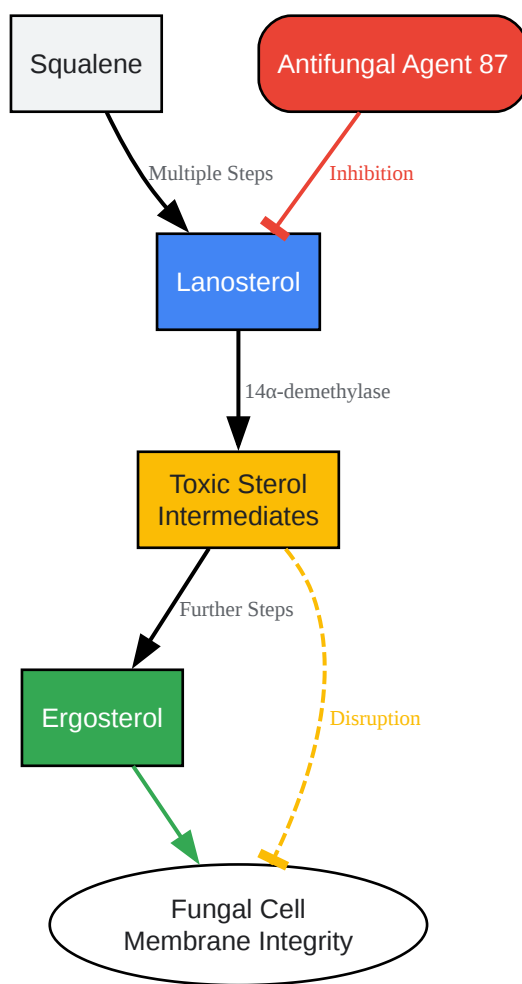 Squalene
Antifungal Agent 87
Multiple Steps
Inhibition
Lanosterol
14α-demethylase
Toxic Sterol
Intermediates
Further Steps
Ergosterol
Disruption
Fungal Cell
Membrane Integrity